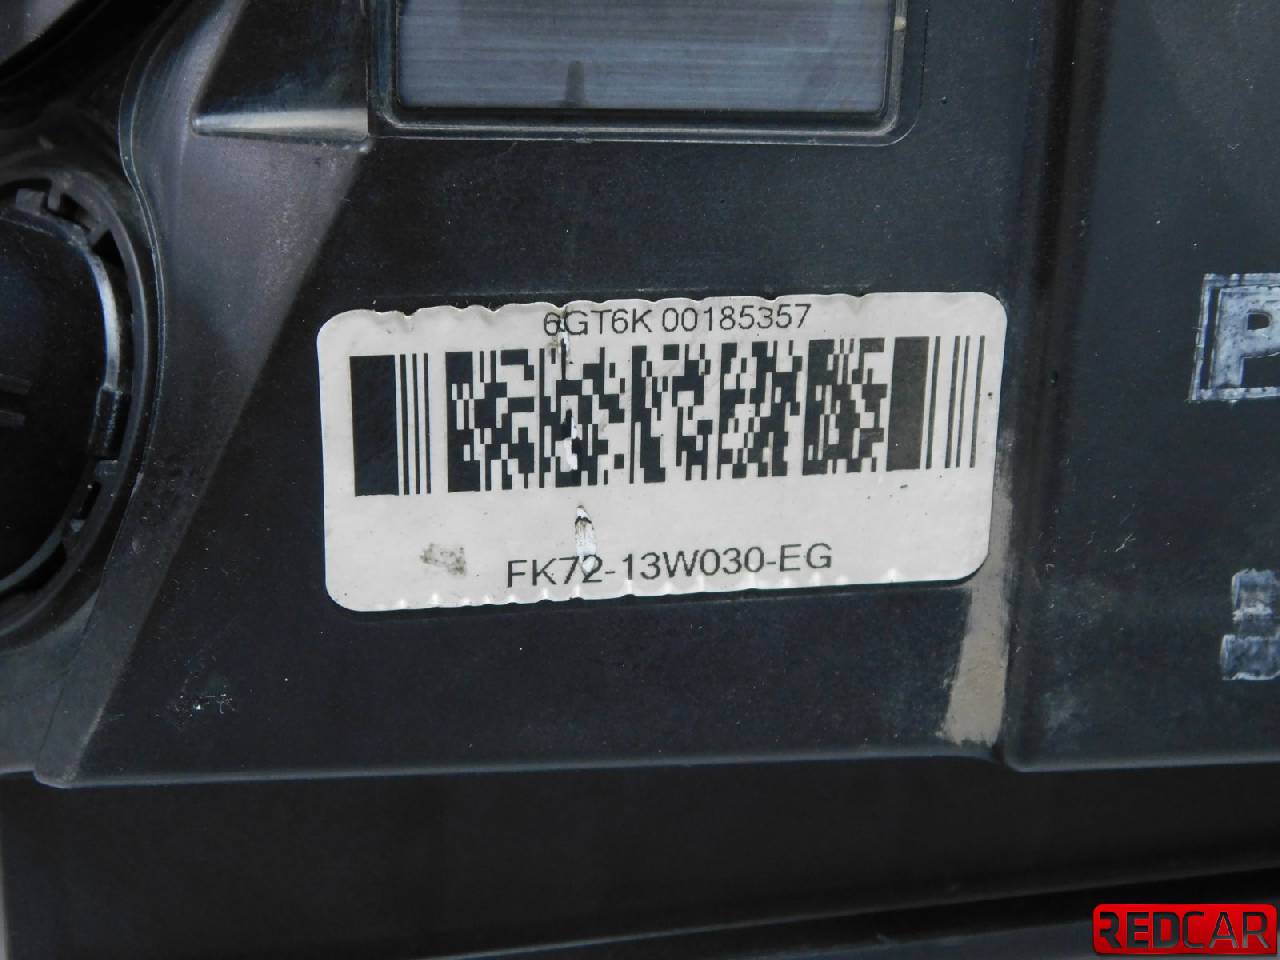 6GT6K 00185357
FK72-13W030-EG
REDCAR